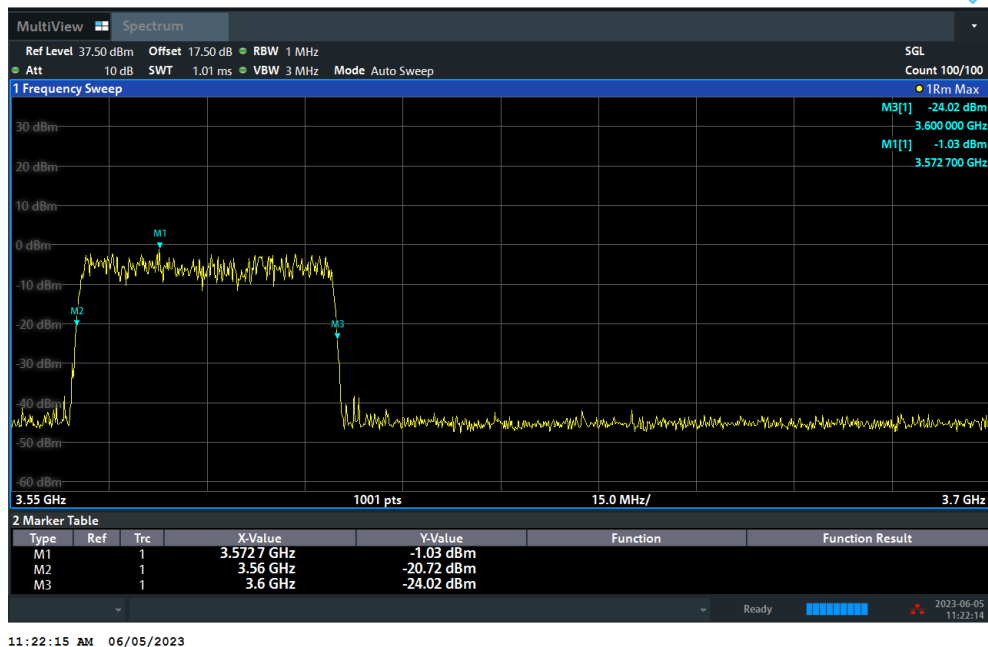 MultiView Spectrum
Ref Level 37.50 dBm Offset 17.50 dB RBW 1 MHz SGL
Att 10 dB SWT 1.01 ms VBW 3 MHz Mode Auto Sweep Count 100/100
1 Frequency Sweep 1Rm Max
M3[1] -24.02 dBm
3.600 000 GHz
M1[1] -1.03 dBm
3.572 700 GHz
30 dBm
20 dBm
10 dBm
M1
0 dBm
-10 dBm
M2
-20 dBm
M3
-30 dBm
-40 dBm
-50 dBm
-60 dBm
3.55 GHz 1001 pts 15.0 MHz/ 3.7 GHz
2 Marker Table
Type Ref Trc X-Value Y-Value Function Function Result
M1 1 3.572 7 GHz -1.03 dBm
M2 1 3.56 GHz -20.72 dBm
M3 1 3.6 GHz -24.02 dBm
Ready 2023-06-05
11:22:14
11:22:15 AM 06/05/2023